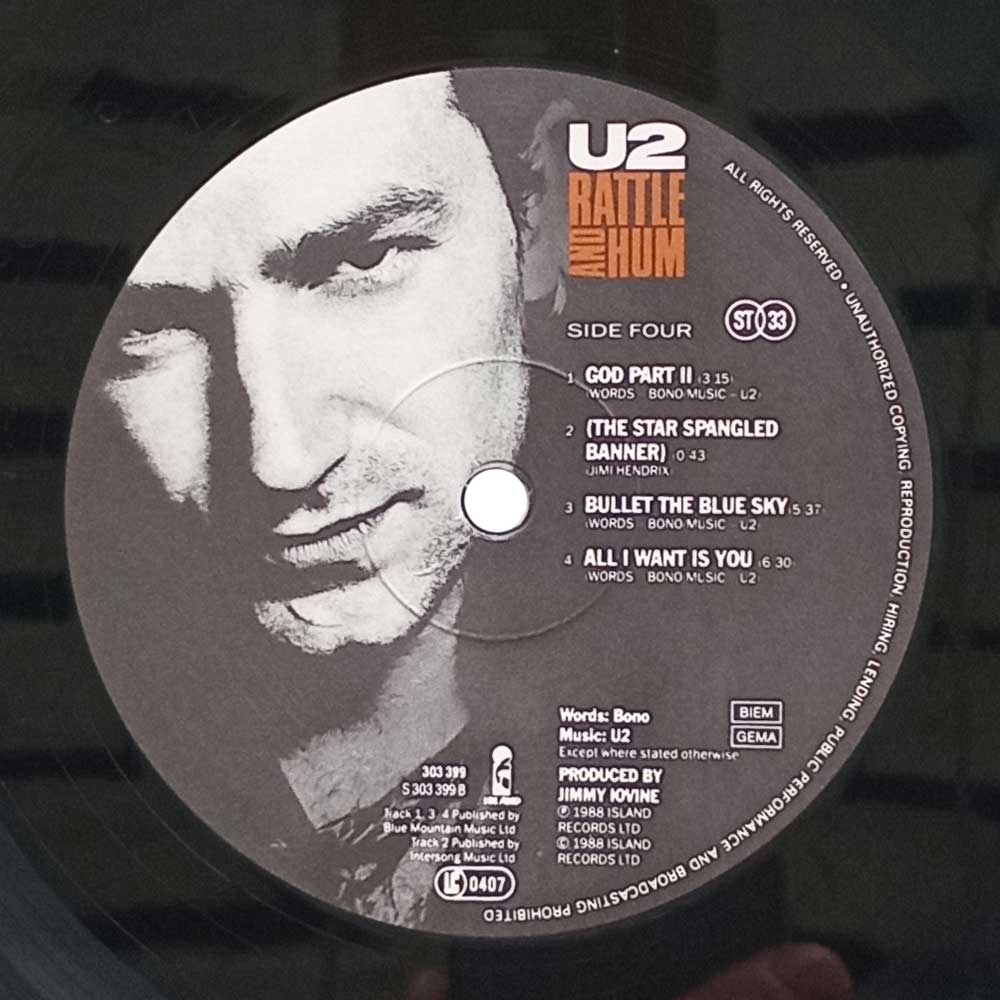 U2
RATTLE
AND HUM
SIDE FOUR
ST 33
1 GOD PART II (3 15)
(WORDS BONO/MUSIC - U2)
2 (THE STAR SPANGLED
BANNER) (0 43)
(JIMI HENDRIX)
3 BULLET THE BLUE SKY (5 37)
(WORDS BONO/MUSIC U2)
4 ALL I WANT IS YOU (6 30)
(WORDS BONO/MUSIC U2)
Words: Bono
Music: U2
Except where stated otherwise
BIEM
GEMA
PRODUCED BY
JIMMY IOVINE
℗ 1988 ISLAND
RECORDS LTD
© 1988 ISLAND
RECORDS LTD
303 399
S 303 399 B
ISLAND
Track 1, 3 4 Published by
Blue Mountain Music Ltd
Track 2 Published by
Intersong Music Ltd
LC 0407
ALL RIGHTS RESERVED • UNAUTHORIZED COPYING, REPRODUCTION, HIRING, LENDING, PUBLIC PERFORMANCE AND BROADCASTING PROHIBITED